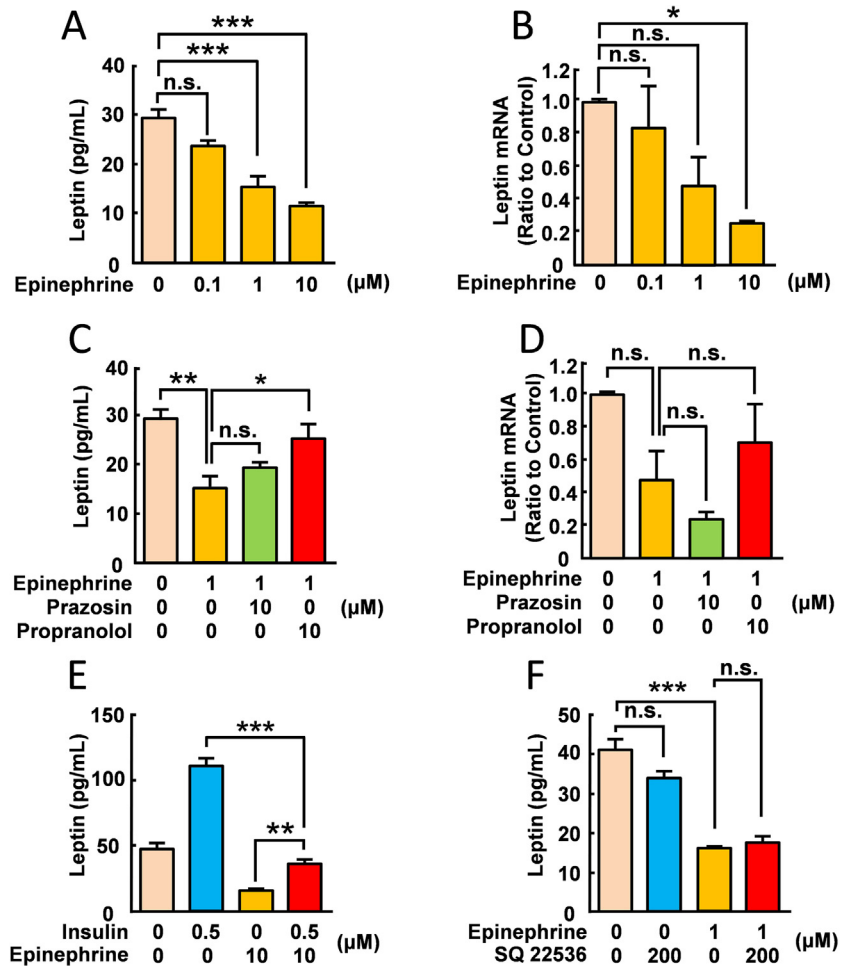 A
***
***
n.s.
Leptin (pg/mL)
40
30
20
10
0
Epinephrine 0 0.1 1 10 (µM)
B
*
n.s.
n.s.
Leptin mRNA
(Ratio to Control)
1.2
1.0
0.8
0.6
0.4
0.2
0
Epinephrine 0 0.1 1 10 (µM)
C
** *
n.s.
Leptin (pg/mL)
40
30
20
10
0
Epinephrine 0 1 1 1
Prazosin 0 0 10 0 (µM)
Propranolol 0 0 0 10
D
n.s. n.s.
n.s.
Leptin mRNA
(Ratio to Control)
1.2
1.0
0.8
0.6
0.4
0.2
0
Epinephrine 0 1 1 1
Prazosin 0 0 10 0 (µM)
Propranolol 0 0 0 10
E
***
**
Leptin (pg/mL)
150
100
50
0
Insulin 0 0.5 0 0.5
Epinephrine 0 0 10 10 (µM)
F
n.s.
***
n.s.
Leptin (pg/mL)
50
40
30
20
10
0
Epinephrine 0 0 1 1
SQ 22536 0 200 0 200 (µM)